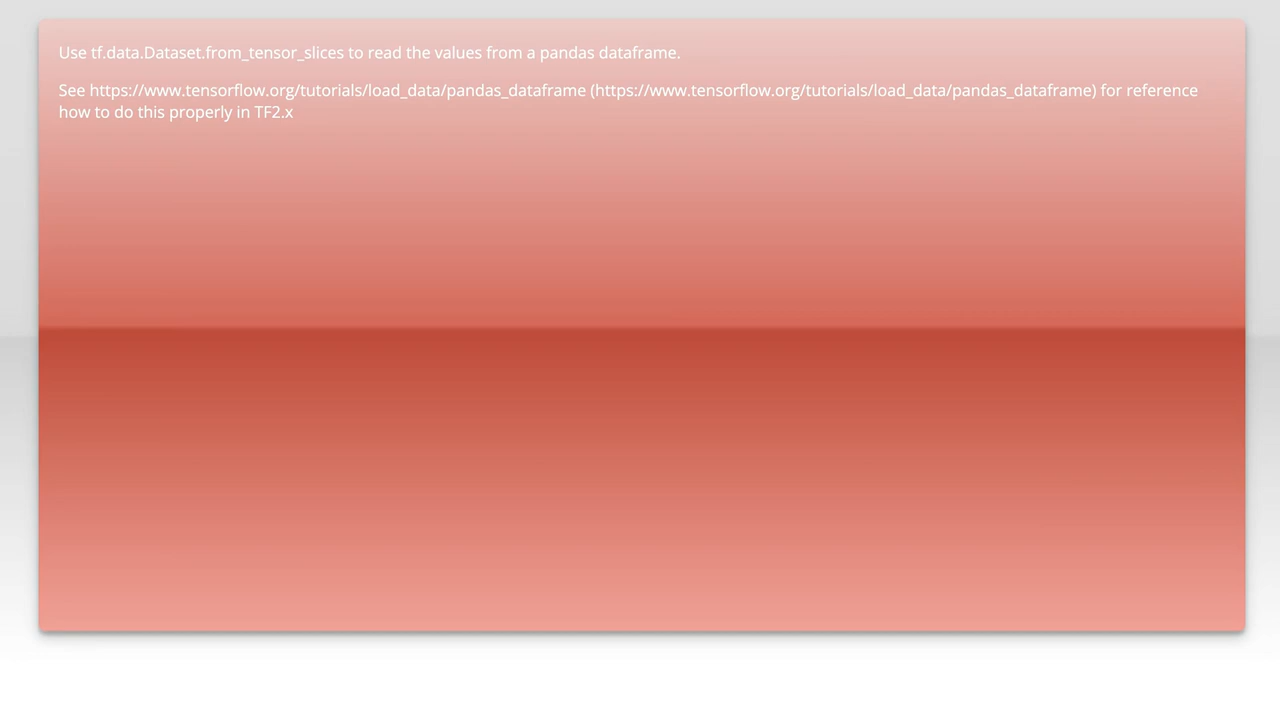 Use tf.data.Dataset.from_tensor_slices to read the values from a pandas dataframe.
See https://www.tensorflow.org/tutorials/load_data/pandas_dataframe (https://www.tensorflow.org/tutorials/load_data/pandas_dataframe) for reference
how to do this properly in TF2.x